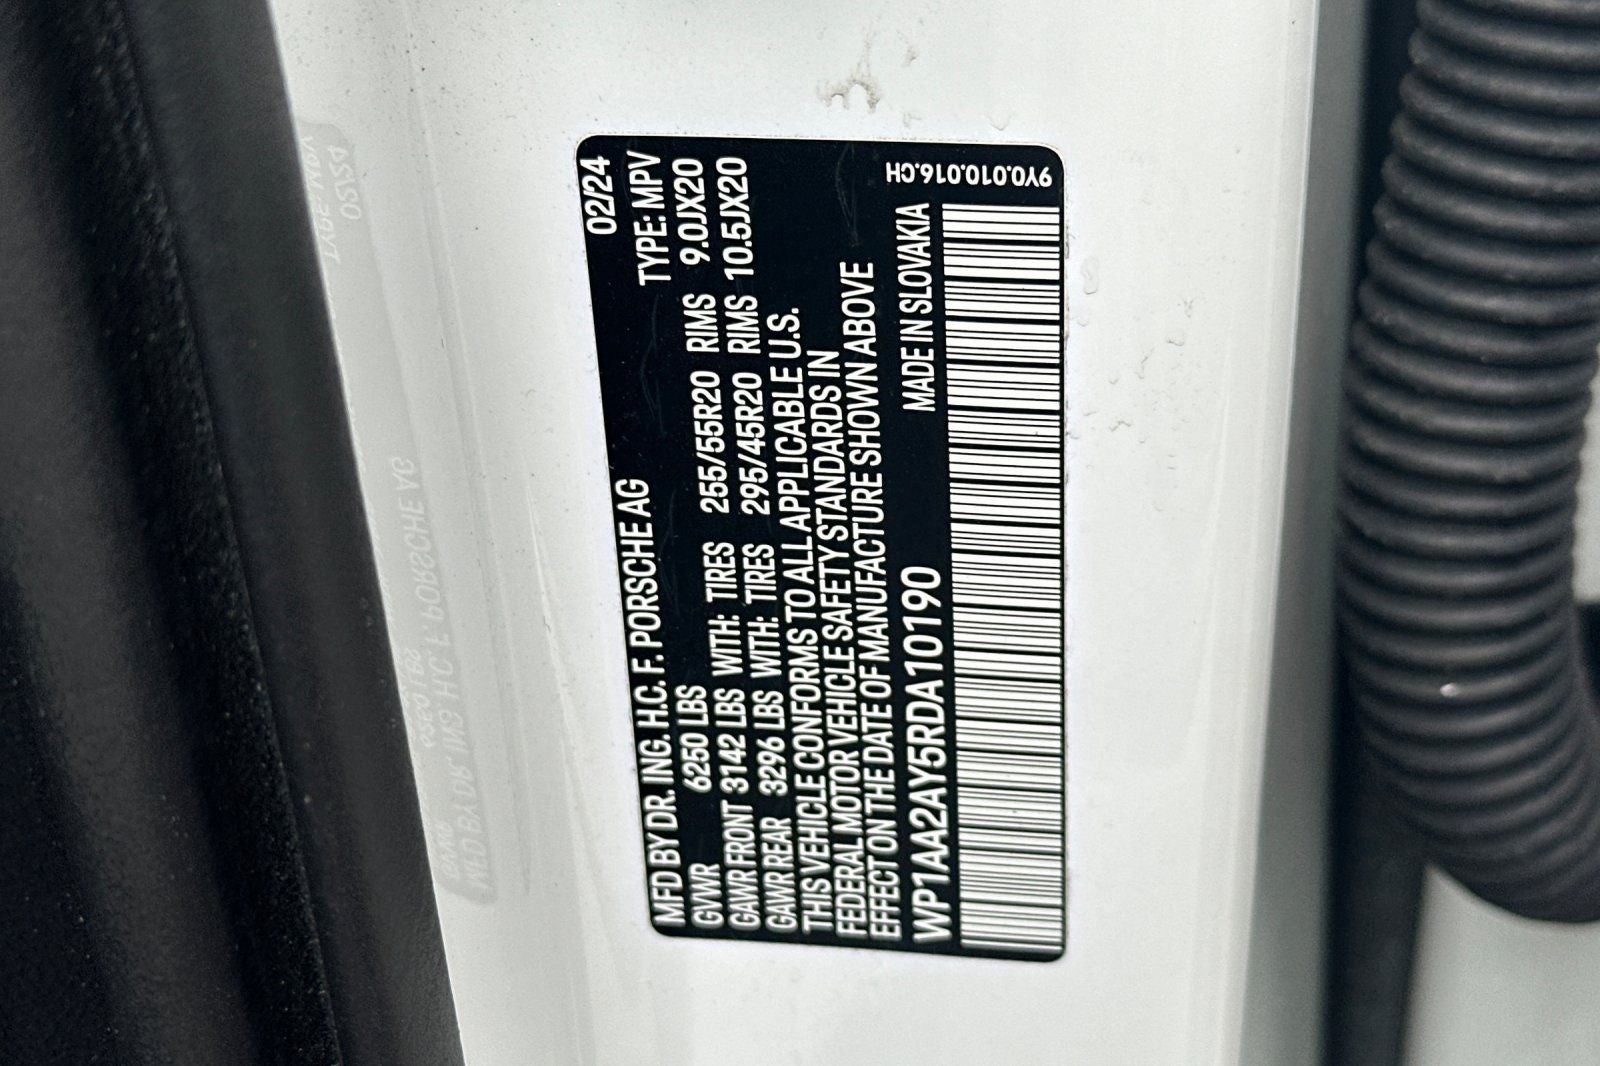 MFD BY DR. ING. H.C. F. PORSCHE AG 02/24
GVWR 6250 LBS TYPE: MPV
GAWR FRONT 3142 LBS WITH: TIRES 255/55R20 RIMS 9.0JX20
GAWR REAR 3296 LBS WITH: TIRES 295/45R20 RIMS 10.5JX20
THIS VEHICLE CONFORMS TO ALL APPLICABLE U.S.
FEDERAL MOTOR VEHICLE SAFETY STANDARDS IN
EFFECT ON THE DATE OF MANUFACTURE SHOWN ABOVE
WP1AA2AY5RDA10190 MADE IN SLOVAKIA
9Y0.010.016.CH